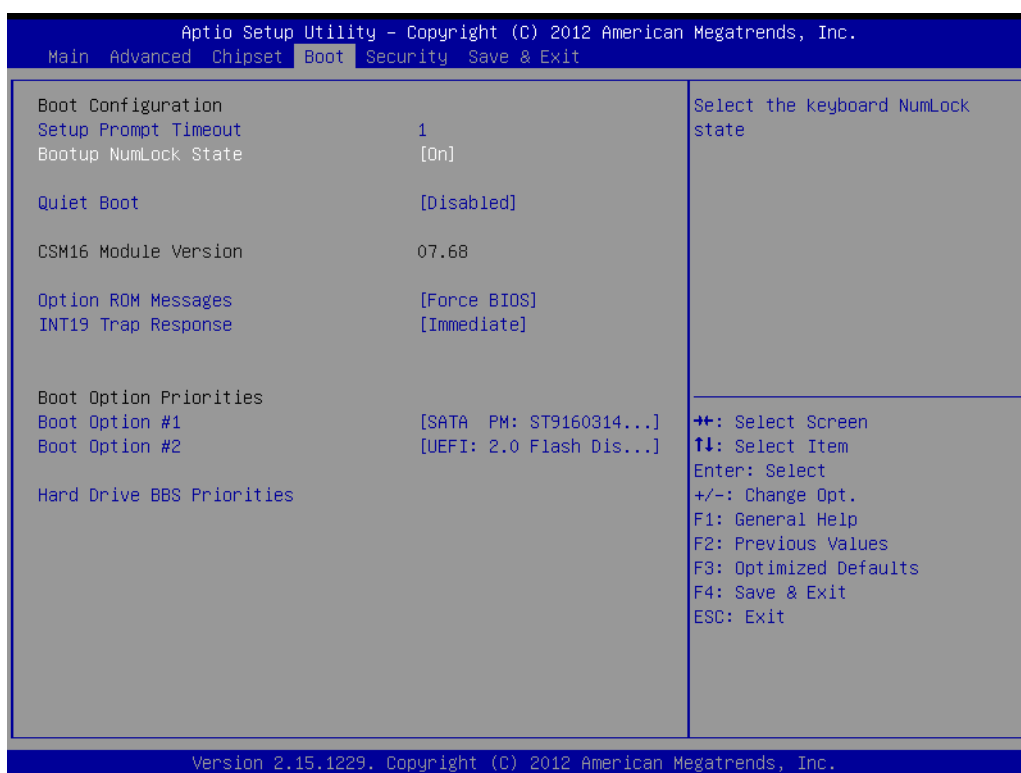 Aptio Setup Utility – Copyright (C) 2012 American Megatrends, Inc.
Main Advanced Chipset Boot Security Save & Exit
Boot Configuration
Setup Prompt Timeout 1
Bootup NumLock State [On]
Quiet Boot [Disabled]
CSM16 Module Version 07.68
Option ROM Messages [Force BIOS]
INT19 Trap Response [Immediate]
Boot Option Priorities
Boot Option #1 [SATA PM: ST9160314...]
Boot Option #2 [UEFI: 2.0 Flash Dis...]
Hard Drive BBS Priorities
Select the keyboard NumLock
state
→←: Select Screen
↑↓: Select Item
Enter: Select
+/-: Change Opt.
F1: General Help
F2: Previous Values
F3: Optimized Defaults
F4: Save & Exit
ESC: Exit
Version 2.15.1229. Copyright (C) 2012 American Megatrends, Inc.